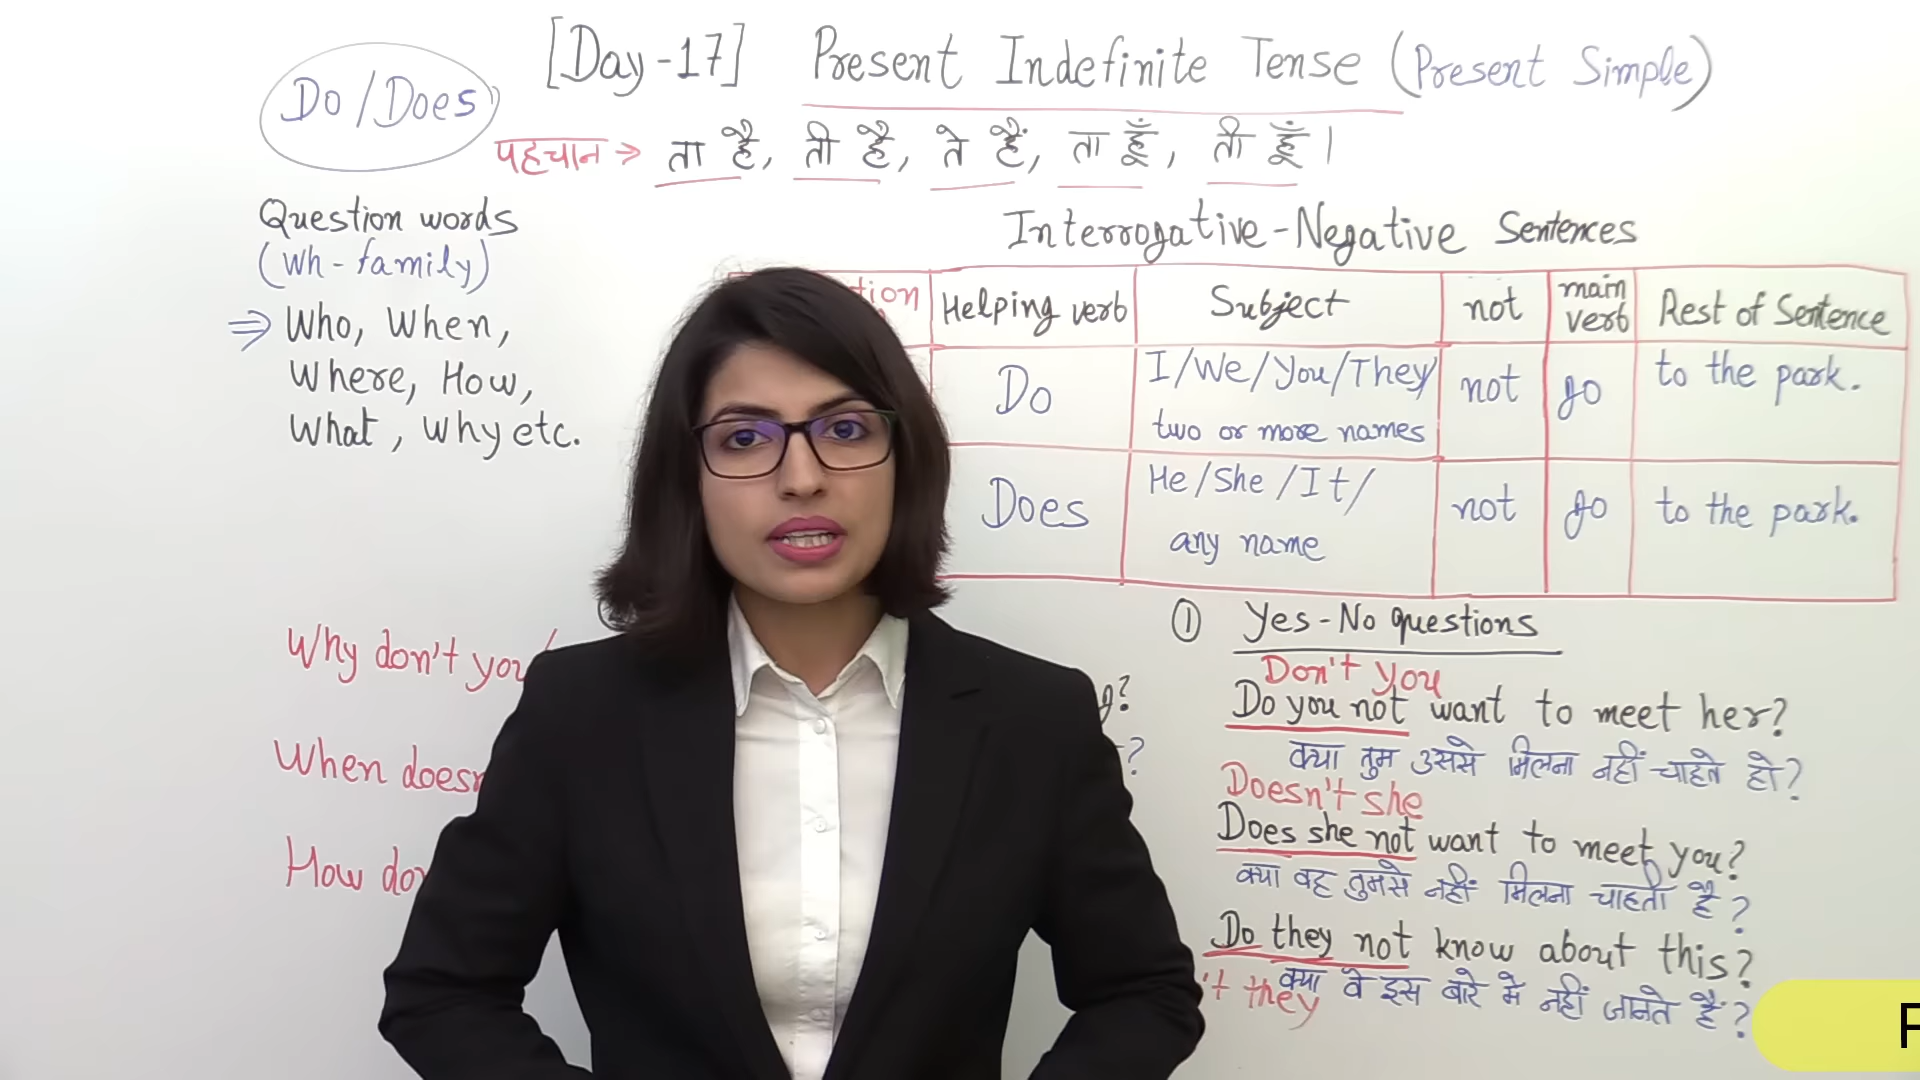 Do/Does
[Day-17] Present Indefinite Tense (Present Simple)
पहचान → ता है, ती है, ते हैं, ता हूँ, ती हूँ।
Question words
(Wh-family)
⇒ Who, When,
Where, How,
What, Why etc.
Interrogative-Negative Sentences
Helping verb Subject not main verb Rest of Sentence
Do I/We/You/They two or more names not go to the park.
Does He/She/It/ any name not go to the park.
Why don't you
When
How
① Yes-No questions
Don't you
Do you not want to meet her?
क्या तुम उससे मिलना नहीं चाहते हो?
Doesn't she
Does she not want to meet you?
क्या वह तुमसे नहीं मिलना चाहती है?
Do they not know about this?
क्या वे इस बारे में नहीं जानते हैं?
they